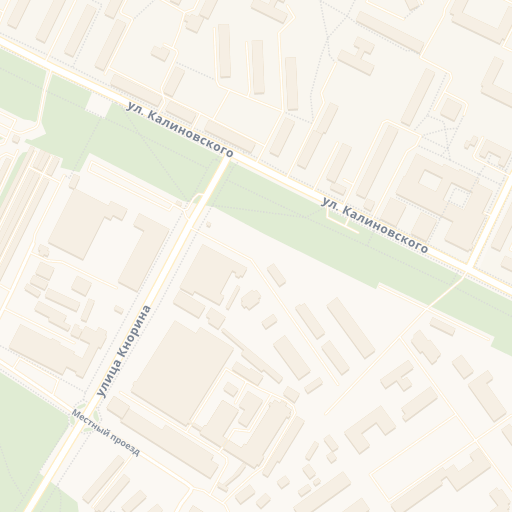 ул. Калиновского
ул. Калиновского
улица Кнорина
Местный проезд